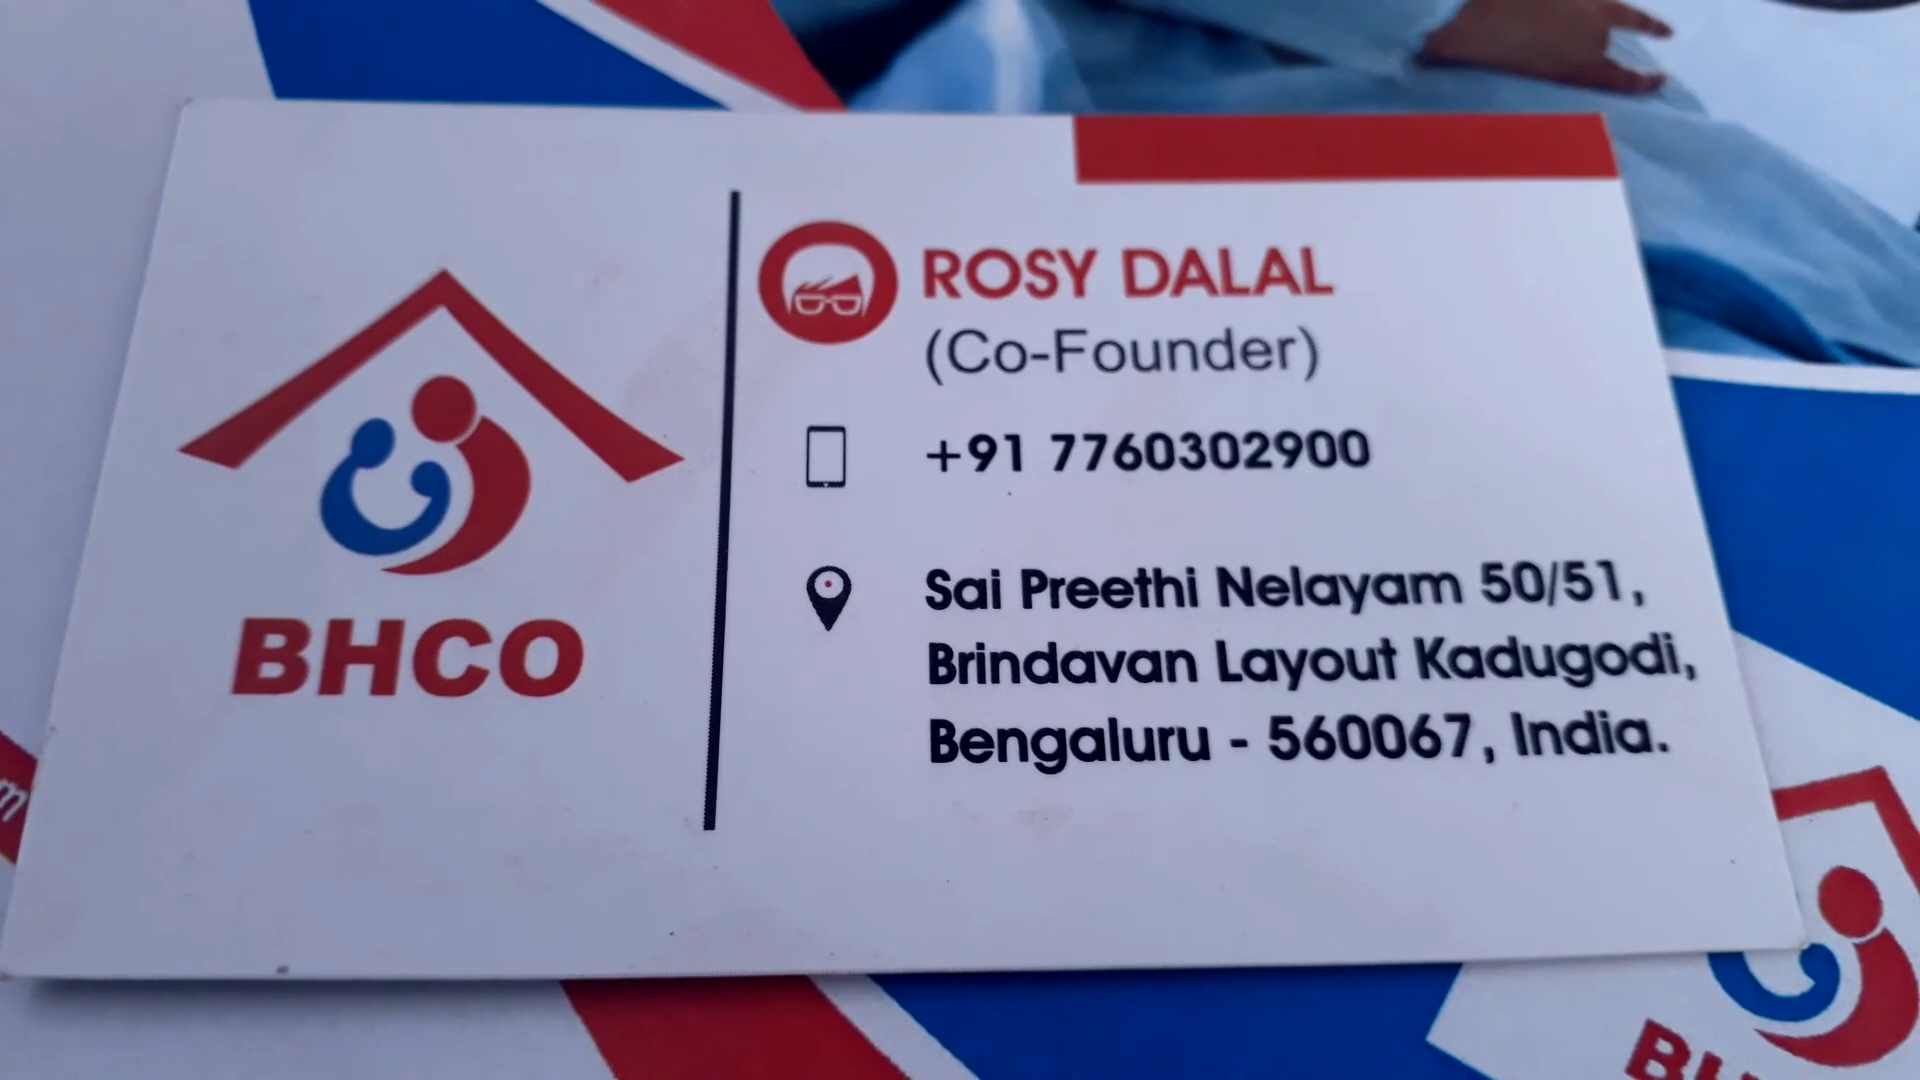 ROSY DALAL
(Co-Founder)
+91 7760302900
Sai Preethi Nelayam 50/51,
Brindavan Layout Kadugodi,
Bengaluru - 560067, India.
BHCO